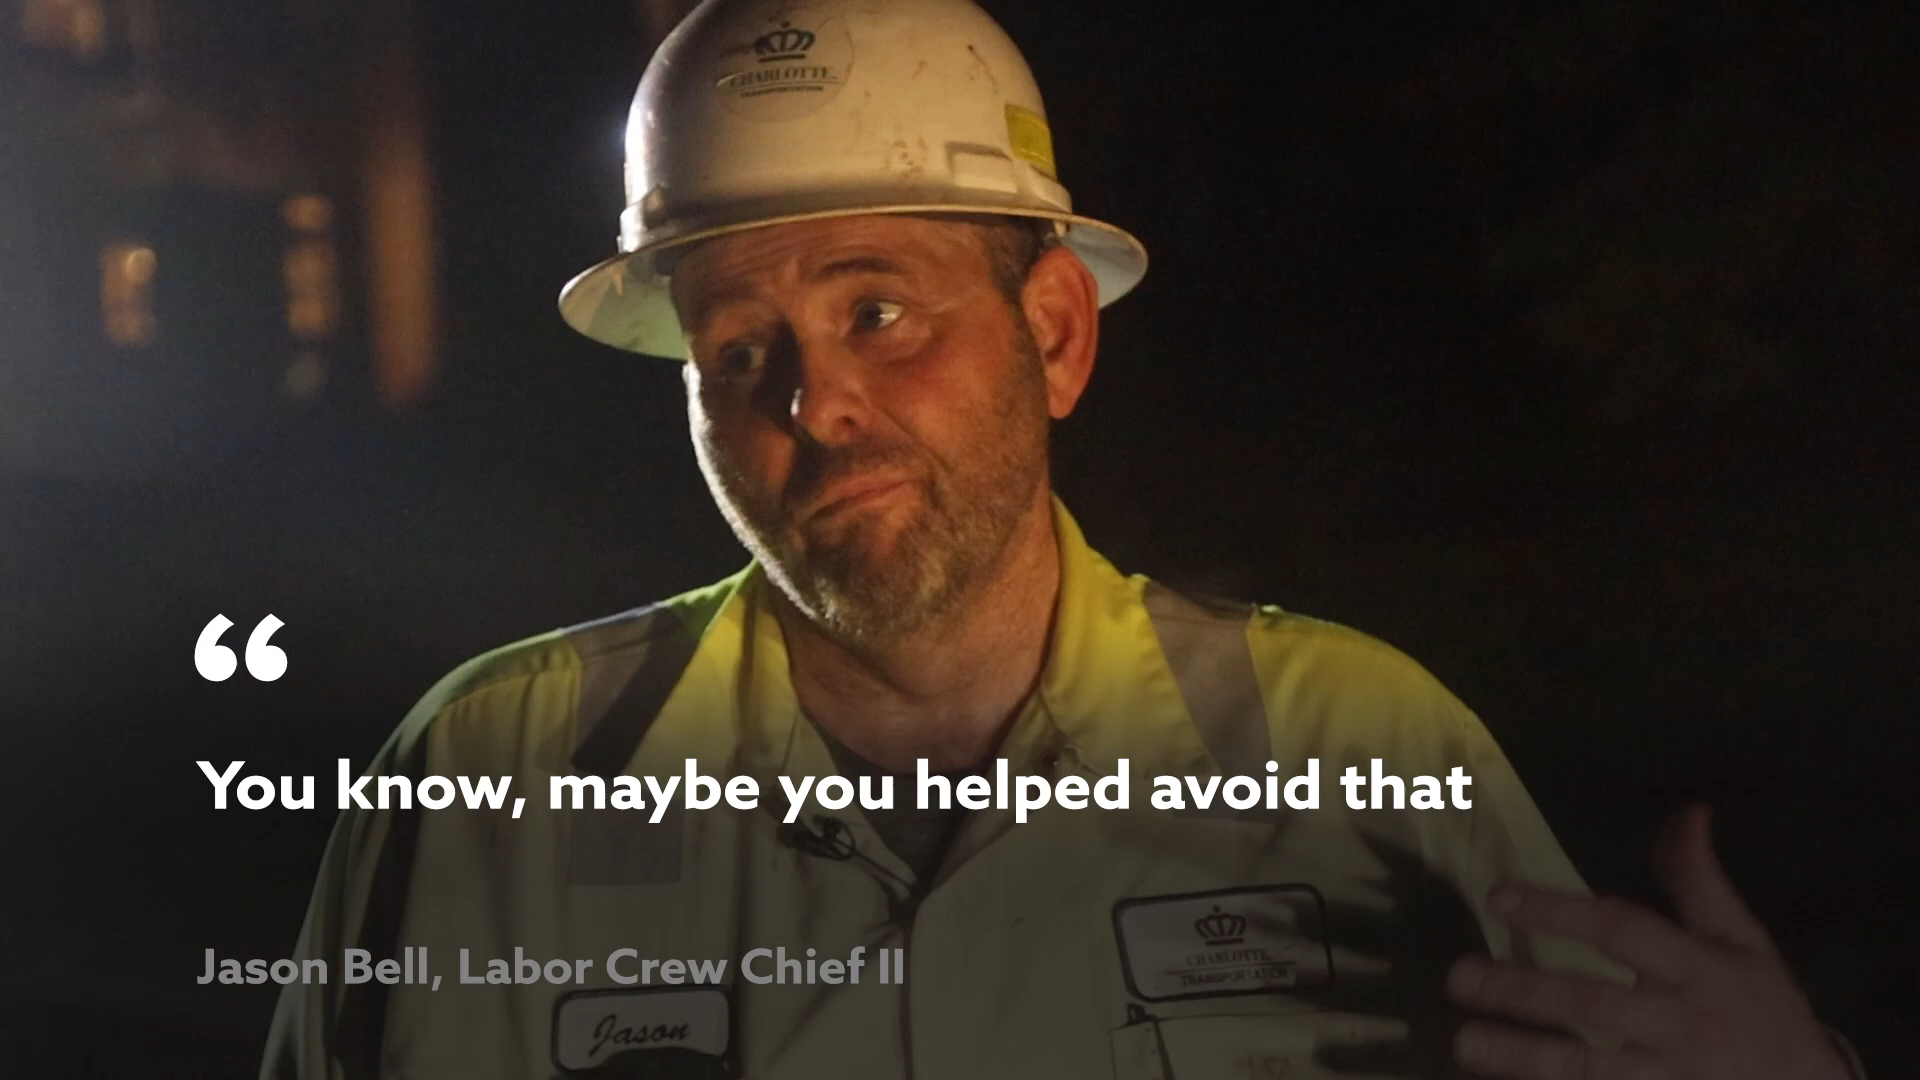 CHARLOTTE
TRANSPORTATION
“
You know, maybe you helped avoid that
Jason Bell, Labor Crew Chief II
CHARLOTTE
TRANSPORTATION
Jason